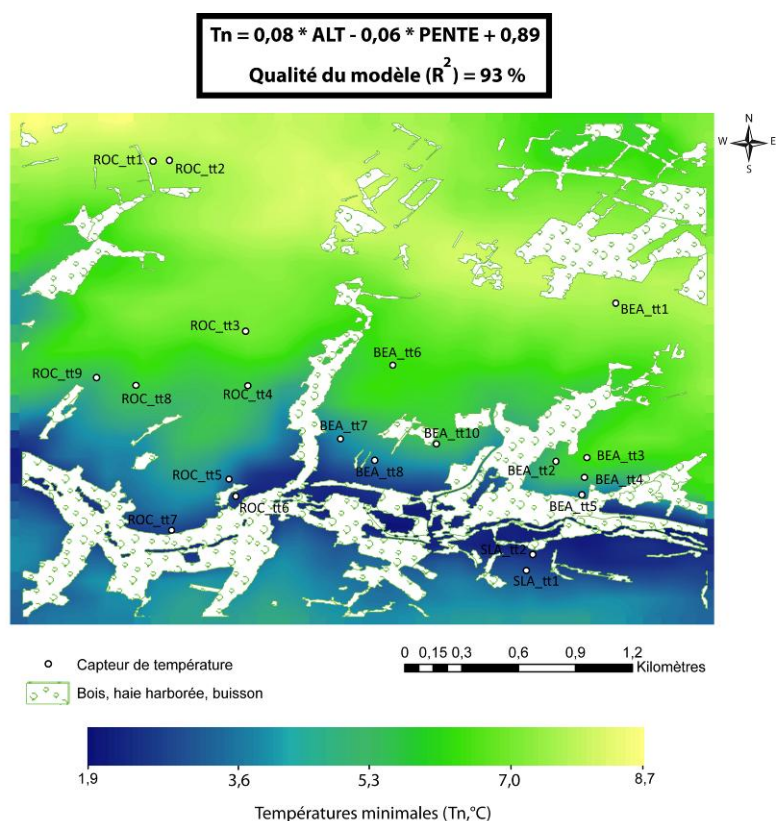 Tn = 0,08 * ALT - 0,06 * PENTE + 0,89
Qualité du modèle (R²) = 93 %
N
W E
S
ROC_tt1
ROC_tt2
BEA_tt1
ROC_tt3
BEA_tt6
ROC_tt9
ROC_tt8
ROC_tt4
BEA_tt7
BEA_tt10
BEA_tt8
BEA_tt2
BEA_tt3
ROC_tt5
BEA_tt4
ROC_tt6
BEA_tt5
ROC_tt7
SLA_tt2
SLA_tt1
Capteur de température
Bois, haie harborée, buisson
0 0,15 0,3 0,6 0,9 1,2
Kilomètres
1,9 3,6 5,3 7,0 8,7
Températures minimales (Tn,°C)